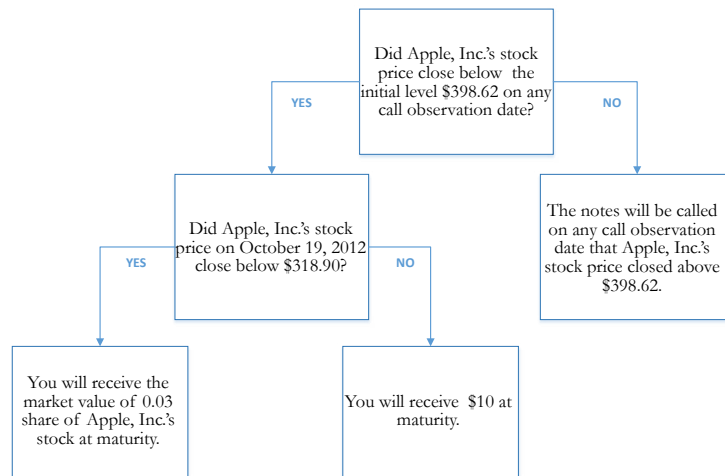 Did Apple, Inc.'s stock
price close below the
initial level $398.62 on any
call observation date?
YES
NO
Did Apple, Inc.'s stock
price on October 19, 2012
close below $318.90?
The notes will be called
on any call observation
date that Apple, Inc.'s
stock price closed above
$398.62.
YES
NO
You will receive the
market value of 0.03
share of Apple, Inc.'s
stock at maturity.
You will receive $10 at
maturity.